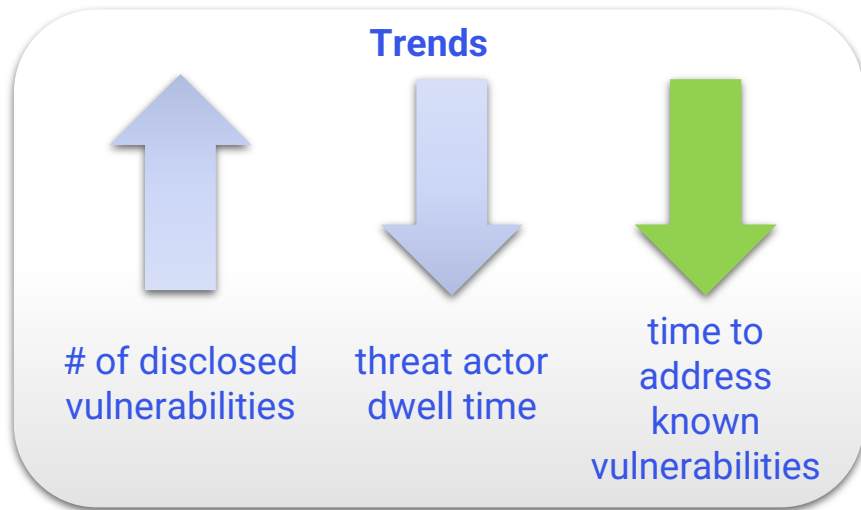 Trends
# of disclosed
vulnerabilities
threat actor
dwell time
time to
address
known
vulnerabilities